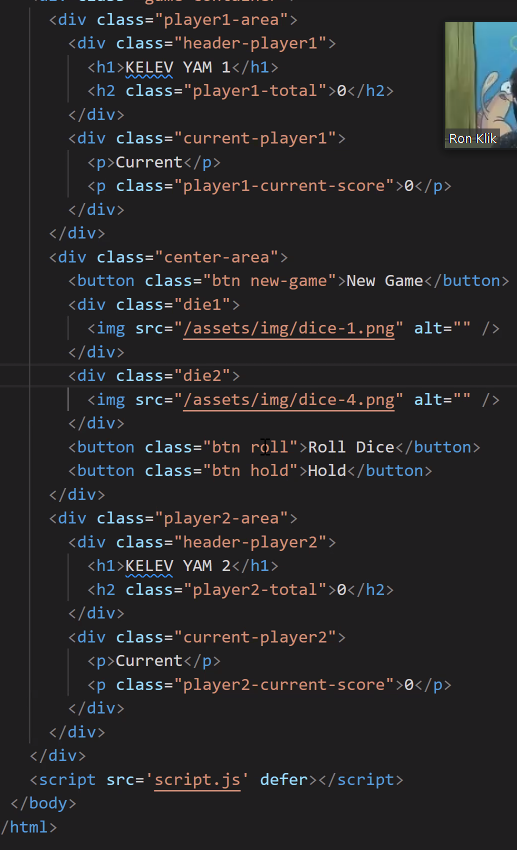 <div class="player1-area">
<div class="header-player1">
<h1>KELEV YAM 1</h1>
<h2 class="player1-total">0</h2>
</div>
<div class="current-player1">
<p>Current</p>
<p class="player1-current-score">0</p>
</div>
</div>
<div class="center-area">
<button class="btn new-game">New Game</button>
<div class="die1">
<img src="/assets/img/dice-1.png" alt="" />
</div>
<div class="die2">
<img src="/assets/img/dice-4.png" alt="" />
</div>
<button class="btn roll">Roll Dice</button>
<button class="btn hold">Hold</button>
</div>
<div class="player2-area">
<div class="header-player2">
<h1>KELEV YAM 2</h1>
<h2 class="player2-total">0</h2>
</div>
<div class="current-player2">
<p>Current</p>
<p class="player2-current-score">0</p>
</div>
</div>
</div>
<script src='script.js' defer></script>
</body>
/html>
Ron Klik